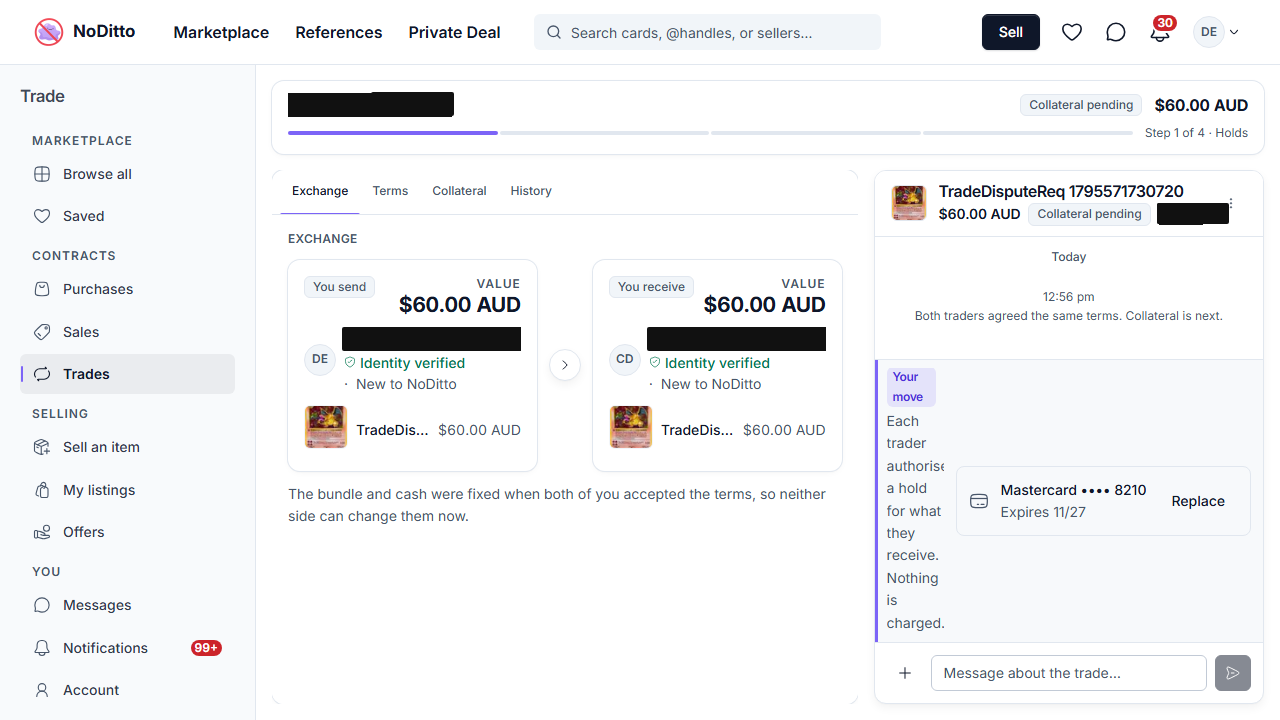 NoDitto
Marketplace
References
Private Deal
Search cards, @handles, or sellers...
Sell
30
DE
Trade
MARKETPLACE
Browse all
Saved
CONTRACTS
Purchases
Sales
Trades
SELLING
Sell an item
My listings
Offers
YOU
Messages
Notifications
99+
Account
Collateral pending
$60.00 AUD
Step 1 of 4 · Holds
Exchange
Terms
Collateral
History
EXCHANGE
You send
VALUE
$60.00 AUD
DE
Identity verified
· New to NoDitto
TradeDis...
$60.00 AUD
You receive
VALUE
$60.00 AUD
CD
Identity verified
· New to NoDitto
TradeDis...
$60.00 AUD
The bundle and cash were fixed when both of you accepted the terms, so neither
side can change them now.
TradeDisputeReq 1795571730720
$60.00 AUD
Collateral pending
Today
12:56 pm
Both traders agreed the same terms. Collateral is next.
Your
move
Each
trader
authorise
a hold
for what
they
receive.
Nothing
is
charged.
Mastercard •••• 8210
Expires 11/27
Replace
Message about the trade...